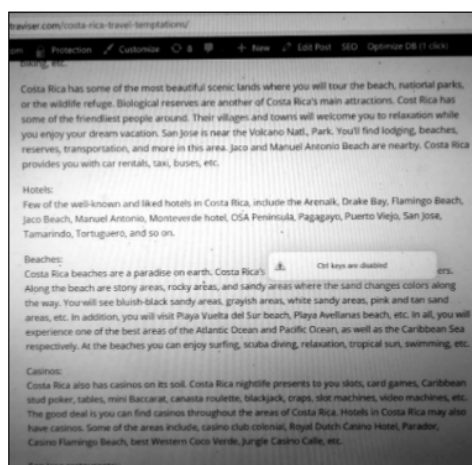 traviser.com/costa-rica-travel-temptations/
om Protection Customize 8 + New Edit Post SEO Optimize DB (1 click)
biking, etc.
Costa Rica has some of the most beautiful scenic lands where you will tour the beach, national parks,
or the wildlife refuge. Biological reserves are another of Costa Rica's main attractions. Cost Rica has
some of the friendliest people around. Their villages and towns will welcome you to relaxation while
you enjoy your dream vacation. San Jose is near the Volcano Natl., Park. You'll find lodging, beaches,
reserves, transportation, and more in this area. Jaco and Manuel Antonio Beach are nearby. Costa Rica
provides you with car rentals, taxi, buses, etc.
Hotels:
Few of the well-known and liked hotels in Costa Rica, include the Arenaik, Drake Bay, Flamingo Beach,
Jaco Beach, Manuel Antonio, Monteverde hotel, OSA Peninsula, Pagagayo, Puerto Viejo, San Jose,
Tamarindo, Tortuguero, and so on.
Beaches:
Costa Rica beaches are a paradise on earth. Costa Rica's ers.
Ctrl keys are disabled
Along the beach are stony areas, rocky areas, and sandy areas where the sand changes colors along
the way. You will see bluish-black sandy areas, grayish areas, white sandy areas, pink and tan sand
areas, etc. In addition, you will visit Playa Vuelta del Sur beach, Playa Avellanas beach, etc. In all, you will
experience one of the best areas of the Atlantic Ocean and Pacific Ocean, as well as the Caribbean Sea
respectively. At the beaches you can enjoy surfing, scuba diving, relaxation, tropical sun, swimming, etc.
Casinos:
Costa Rica also has casinos on its soil. Costa Rica nightlife presents to you slots, card games, Caribbean
stud poker, tables, mini Baccarat, canasta roulette, blackjack, craps, slot machines, video machines, etc.
The good deal is you can find casinos throughout the areas of Costa Rica. Hotels in Costa Rica may also
have casinos. Some of the areas include, casino club colonial, Royal Dutch Casino Hotel, Parador,
Casino Flamingo Beach, best Western Coco Verde, Jungle Casino Calle, etc.